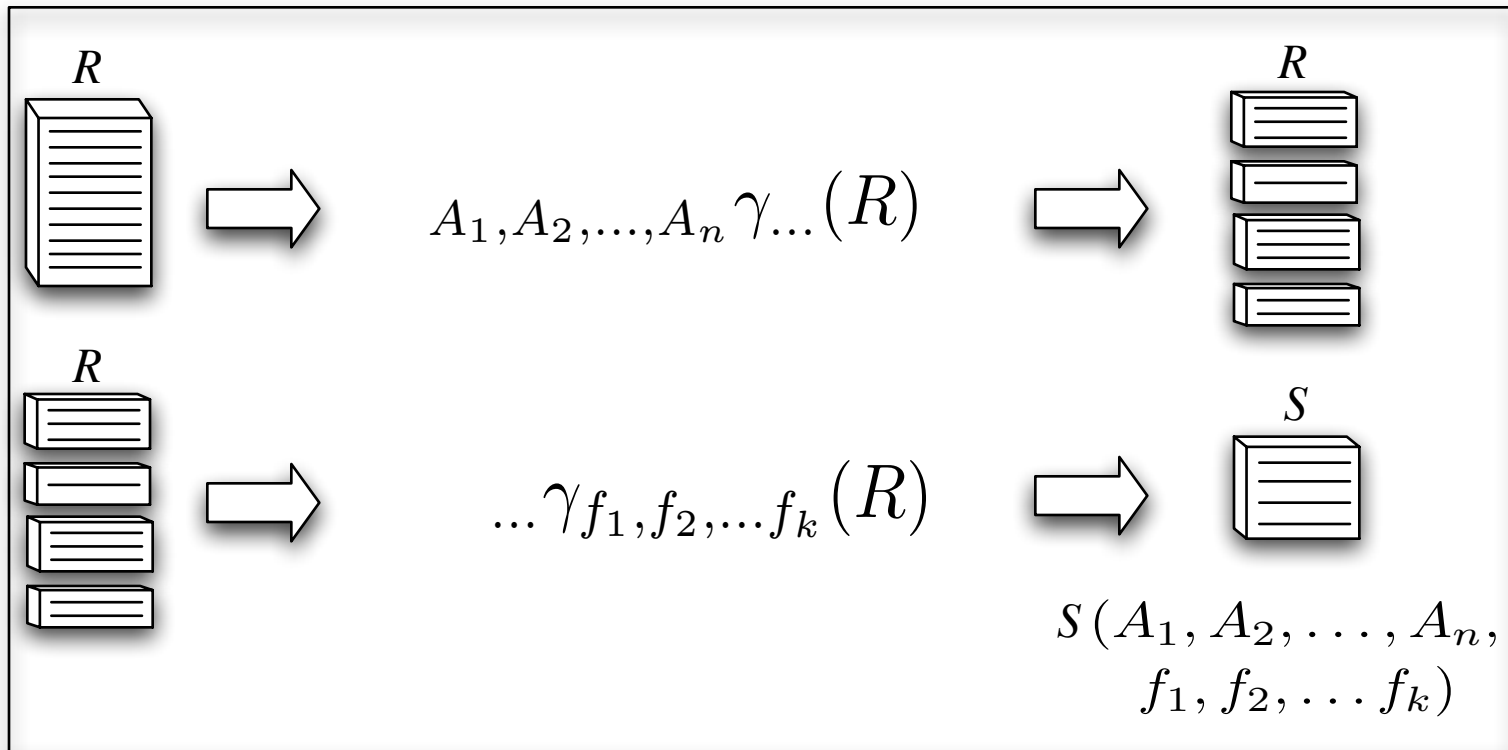 R
R
A₁,A₂,...,Aₙ γ...(R)
R
...γf₁,f₂,...fₖ(R)
S
S(A₁, A₂, . . . , Aₙ,
f₁, f₂, . . . fₖ)